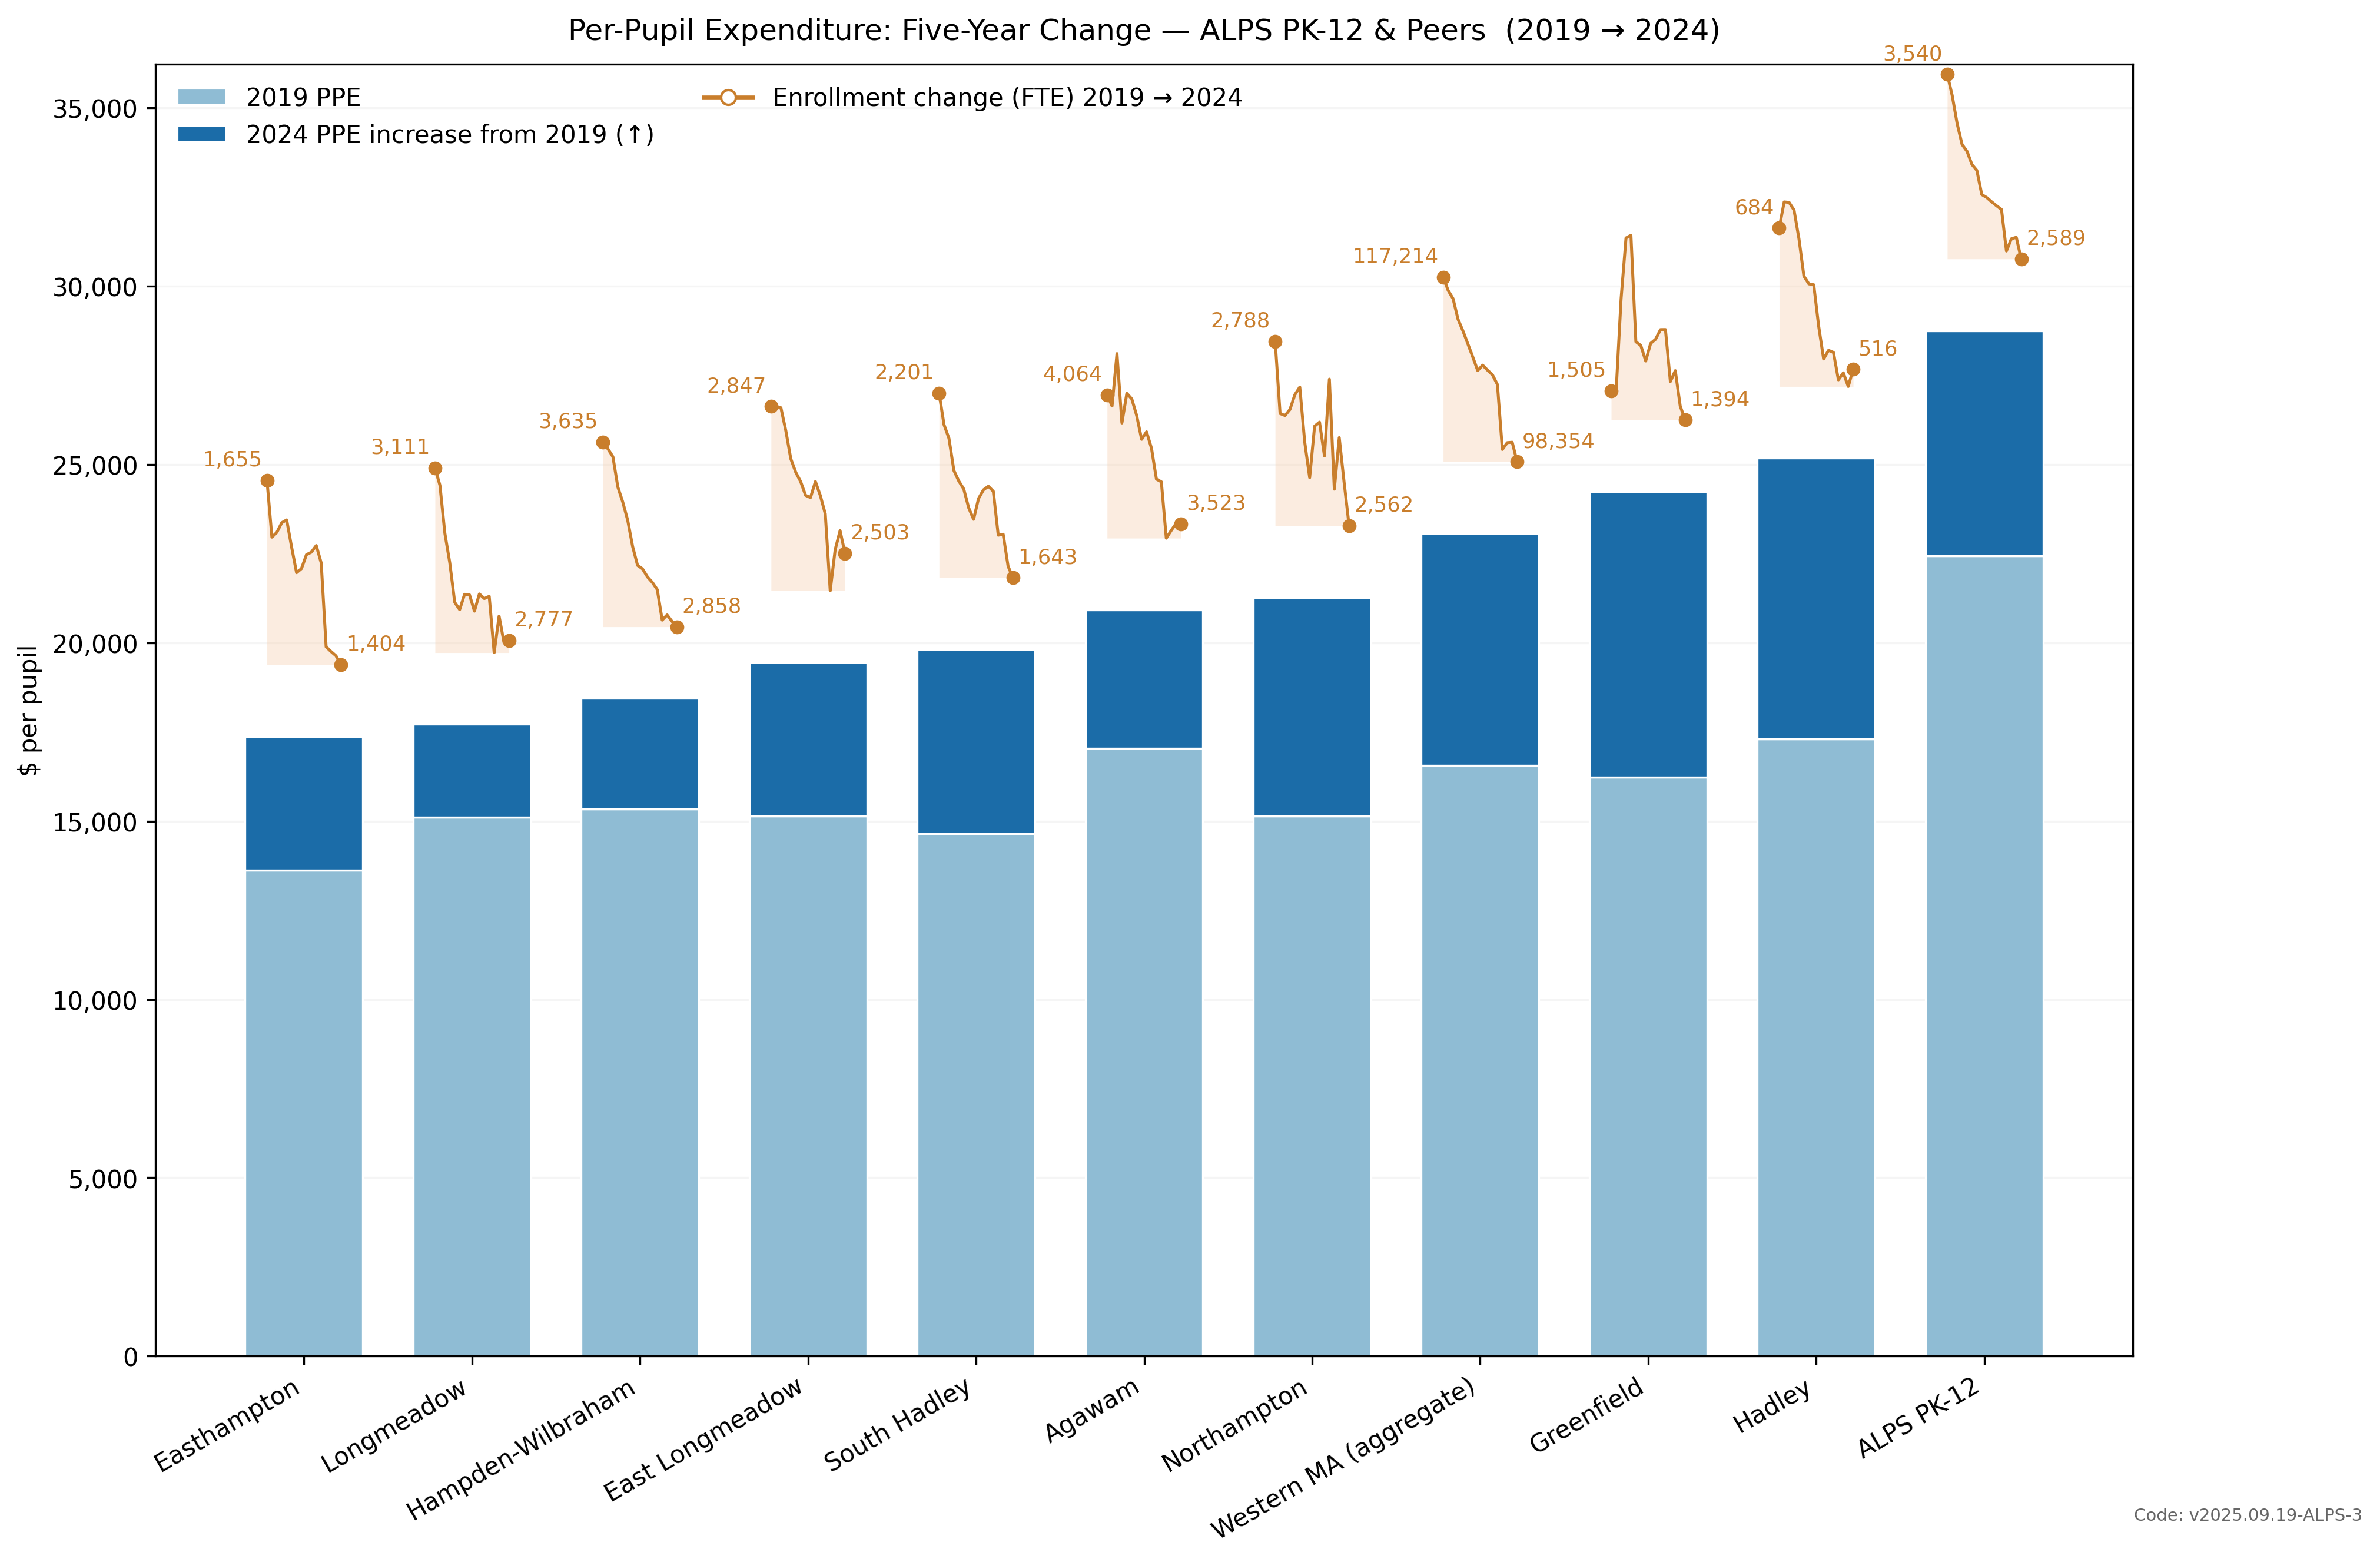 Per-Pupil Expenditure: Five-Year Change — ALPS PK-12 & Peers  (2019 → 2024)
2019 PPE
2024 PPE increase from 2019 (↑)
Enrollment change (FTE) 2019 → 2024
$ per pupil
35,000
30,000
25,000
20,000
15,000
10,000
5,000
0
1,655
1,404
3,111
2,777
3,635
2,858
2,847
2,503
2,201
1,643
4,064
3,523
2,788
2,562
117,214
98,354
1,505
1,394
684
516
3,540
2,589
Easthampton
Longmeadow
Hampden-Wilbraham
East Longmeadow
South Hadley
Agawam
Northampton
Western MA (aggregate)
Greenfield
Hadley
ALPS PK-12
Code: v2025.09.19-ALPS-3